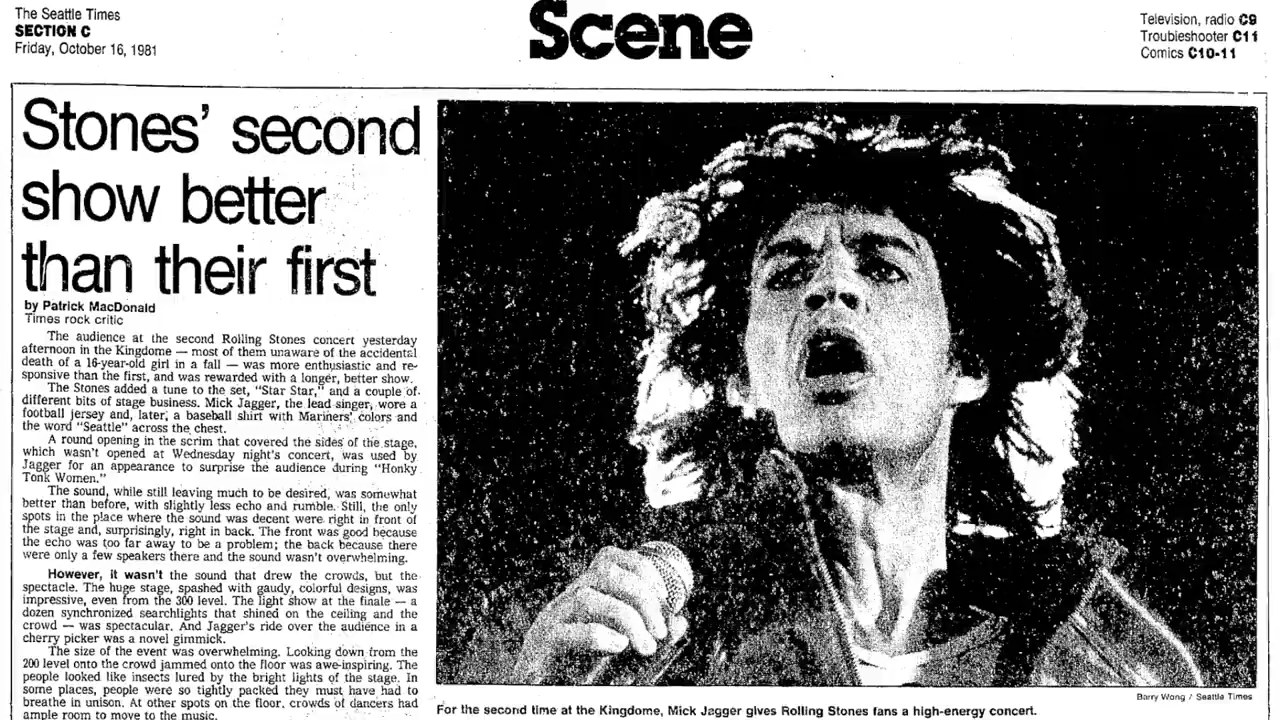 The Seattle Times
SECTION C
Friday, October 16, 1981
Scene
Television, radio C9
Troubleshooter C11
Comics C10-11
Stones' second
show better
than their first
by Patrick MacDonald
Times rock critic
The audience at the second Rolling Stones concert yesterday
afternoon in the Kingdome — most of them unaware of the accidental
death of a 16-year-old girl in a fall — was more enthusiastic and re-
sponsive than the first, and was rewarded with a longer, better show.
The Stones added a tune to the set, "Star Star," and a couple of
different bits of stage business. Mick Jagger, the lead singer, wore a
football jersey and, later, a baseball shirt with Mariners' colors and
the word "Seattle" across the chest.
A round opening in the scrim that covered the sides of the stage,
which wasn't opened at Wednesday night's concert, was used by
Jagger for an appearance to surprise the audience during "Honky
Tonk Women."
The sound, while still leaving much to be desired, was somewhat
better than before, with slightly less echo and rumble. Still, the only
spots in the place where the sound was decent were right in front of
the stage and, surprisingly, right in back. The front was good because
the echo was too far away to be a problem; the back because there
were only a few speakers there and the sound wasn't overwhelming.
However, it wasn't the sound that drew the crowds, but the
spectacle. The huge stage, spashed with gaudy, colorful designs, was
impressive, even from the 300 level. The light show at the finale — a
dozen synchronized searchlights that shined on the ceiling and the
crowd — was spectacular. And Jagger's ride over the audience in a
cherry picker was a novel gimmick.
The size of the event was overwhelming. Looking down from the
200 level onto the crowd jammed onto the floor was awe-inspiring. The
people looked like insects lured by the bright lights of the stage. In
some places, people were so tightly packed they must have had to
breathe in unison. At other spots on the floor, crowds of dancers had
ample room to move to the music.
Barry Wong / Seattle Times
For the second time at the Kingdome, Mick Jagger gives Rolling Stones fans a high-energy concert.